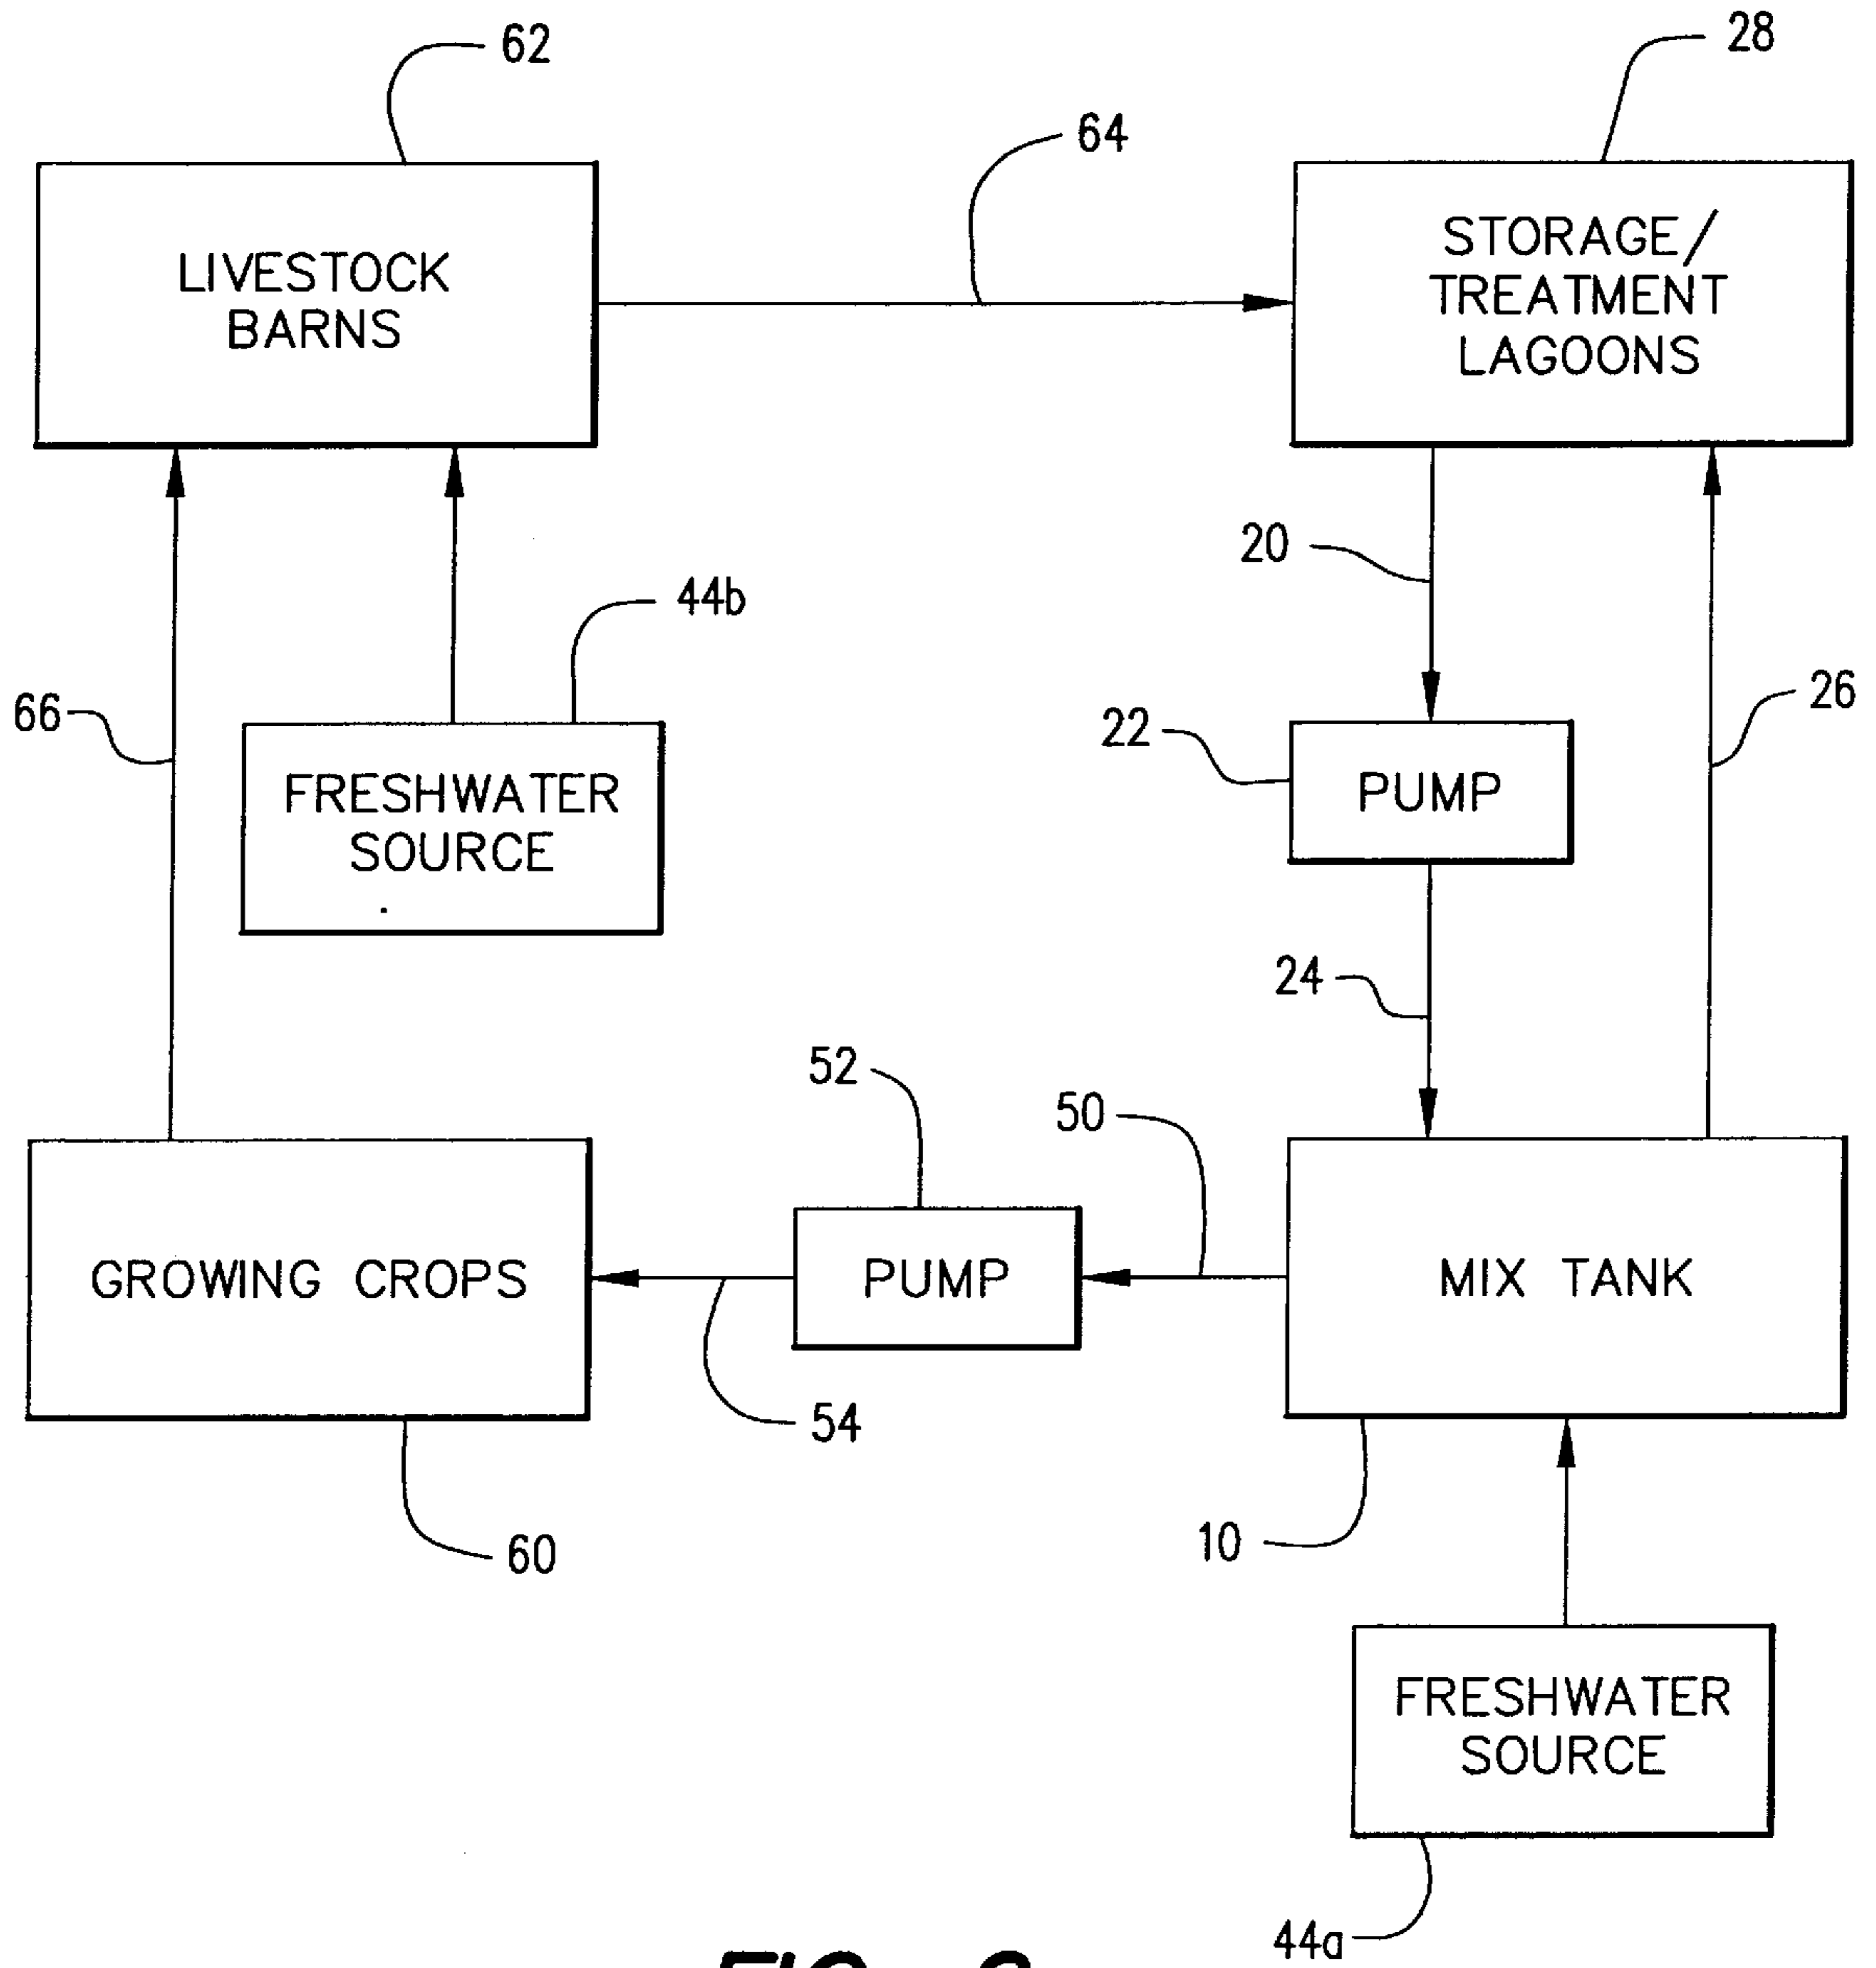 62
28
64
LIVESTOCK
BARNS
STORAGE/
TREATMENT
LAGOONS
20
44b
66
26
22
FRESHWATER
SOURCE
PUMP
24
52
50
GROWING CROPS
PUMP
MIX TANK
54
10
60
FRESHWATER
SOURCE
44a
FIG.